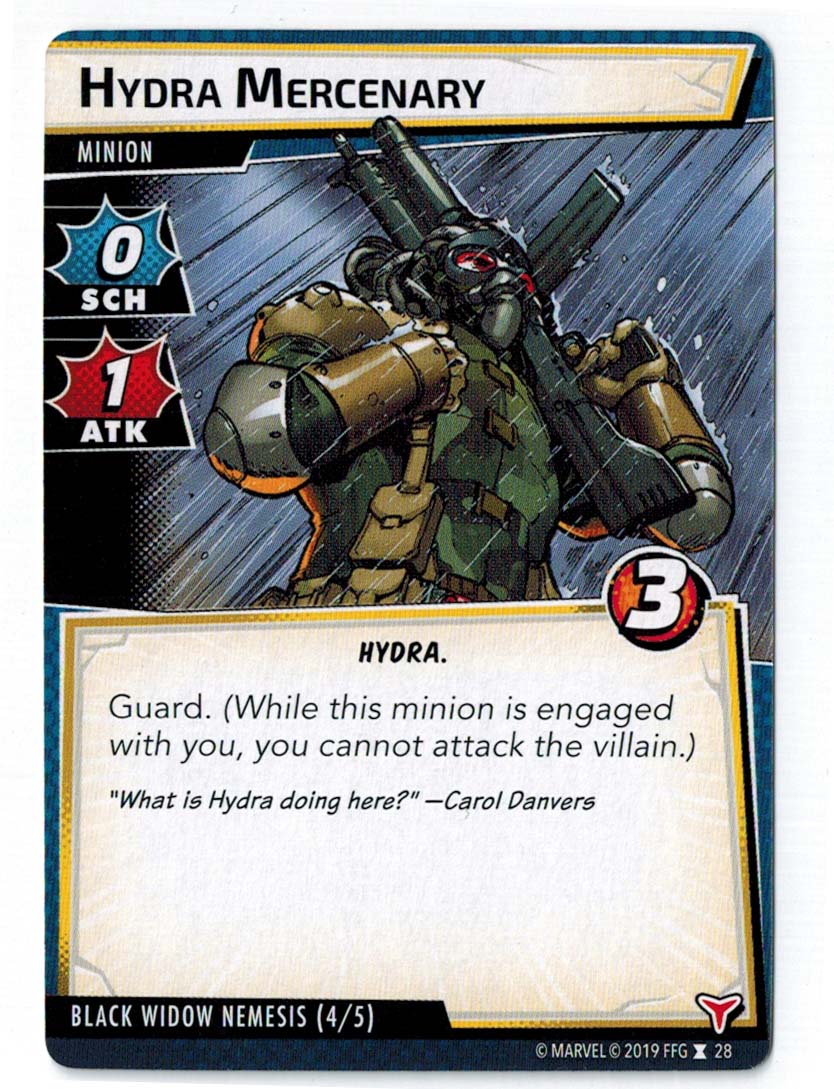 HYDRA MERCENARY
MINION
0
SCH
1
ATK
3
HYDRA.
Guard. (While this minion is engaged
with you, you cannot attack the villain.)
"What is Hydra doing here?" —Carol Danvers
BLACK WIDOW NEMESIS (4/5)
© MARVEL © 2019 FFG 28